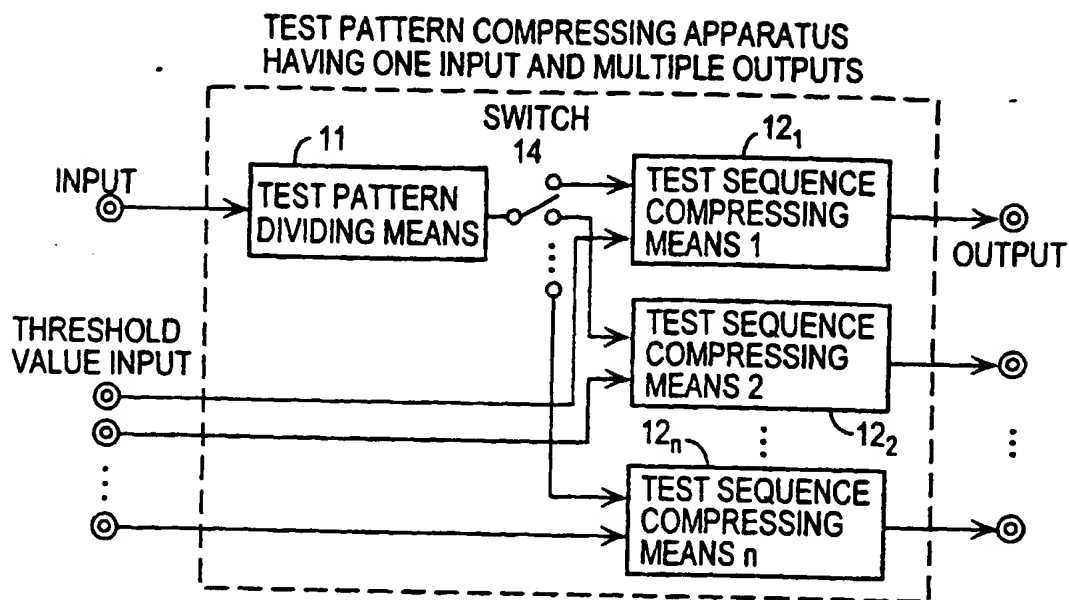 TEST PATTERN COMPRESSING APPARATUS
HAVING ONE INPUT AND MULTIPLE OUTPUTS
SWITCH
14
11
12₁
INPUT
TEST PATTERN
DIVIDING MEANS
TEST SEQUENCE
COMPRESSING
MEANS 1
OUTPUT
THRESHOLD
VALUE INPUT
TEST SEQUENCE
COMPRESSING
MEANS 2
12₂
12ₙ
TEST SEQUENCE
COMPRESSING
MEANS n